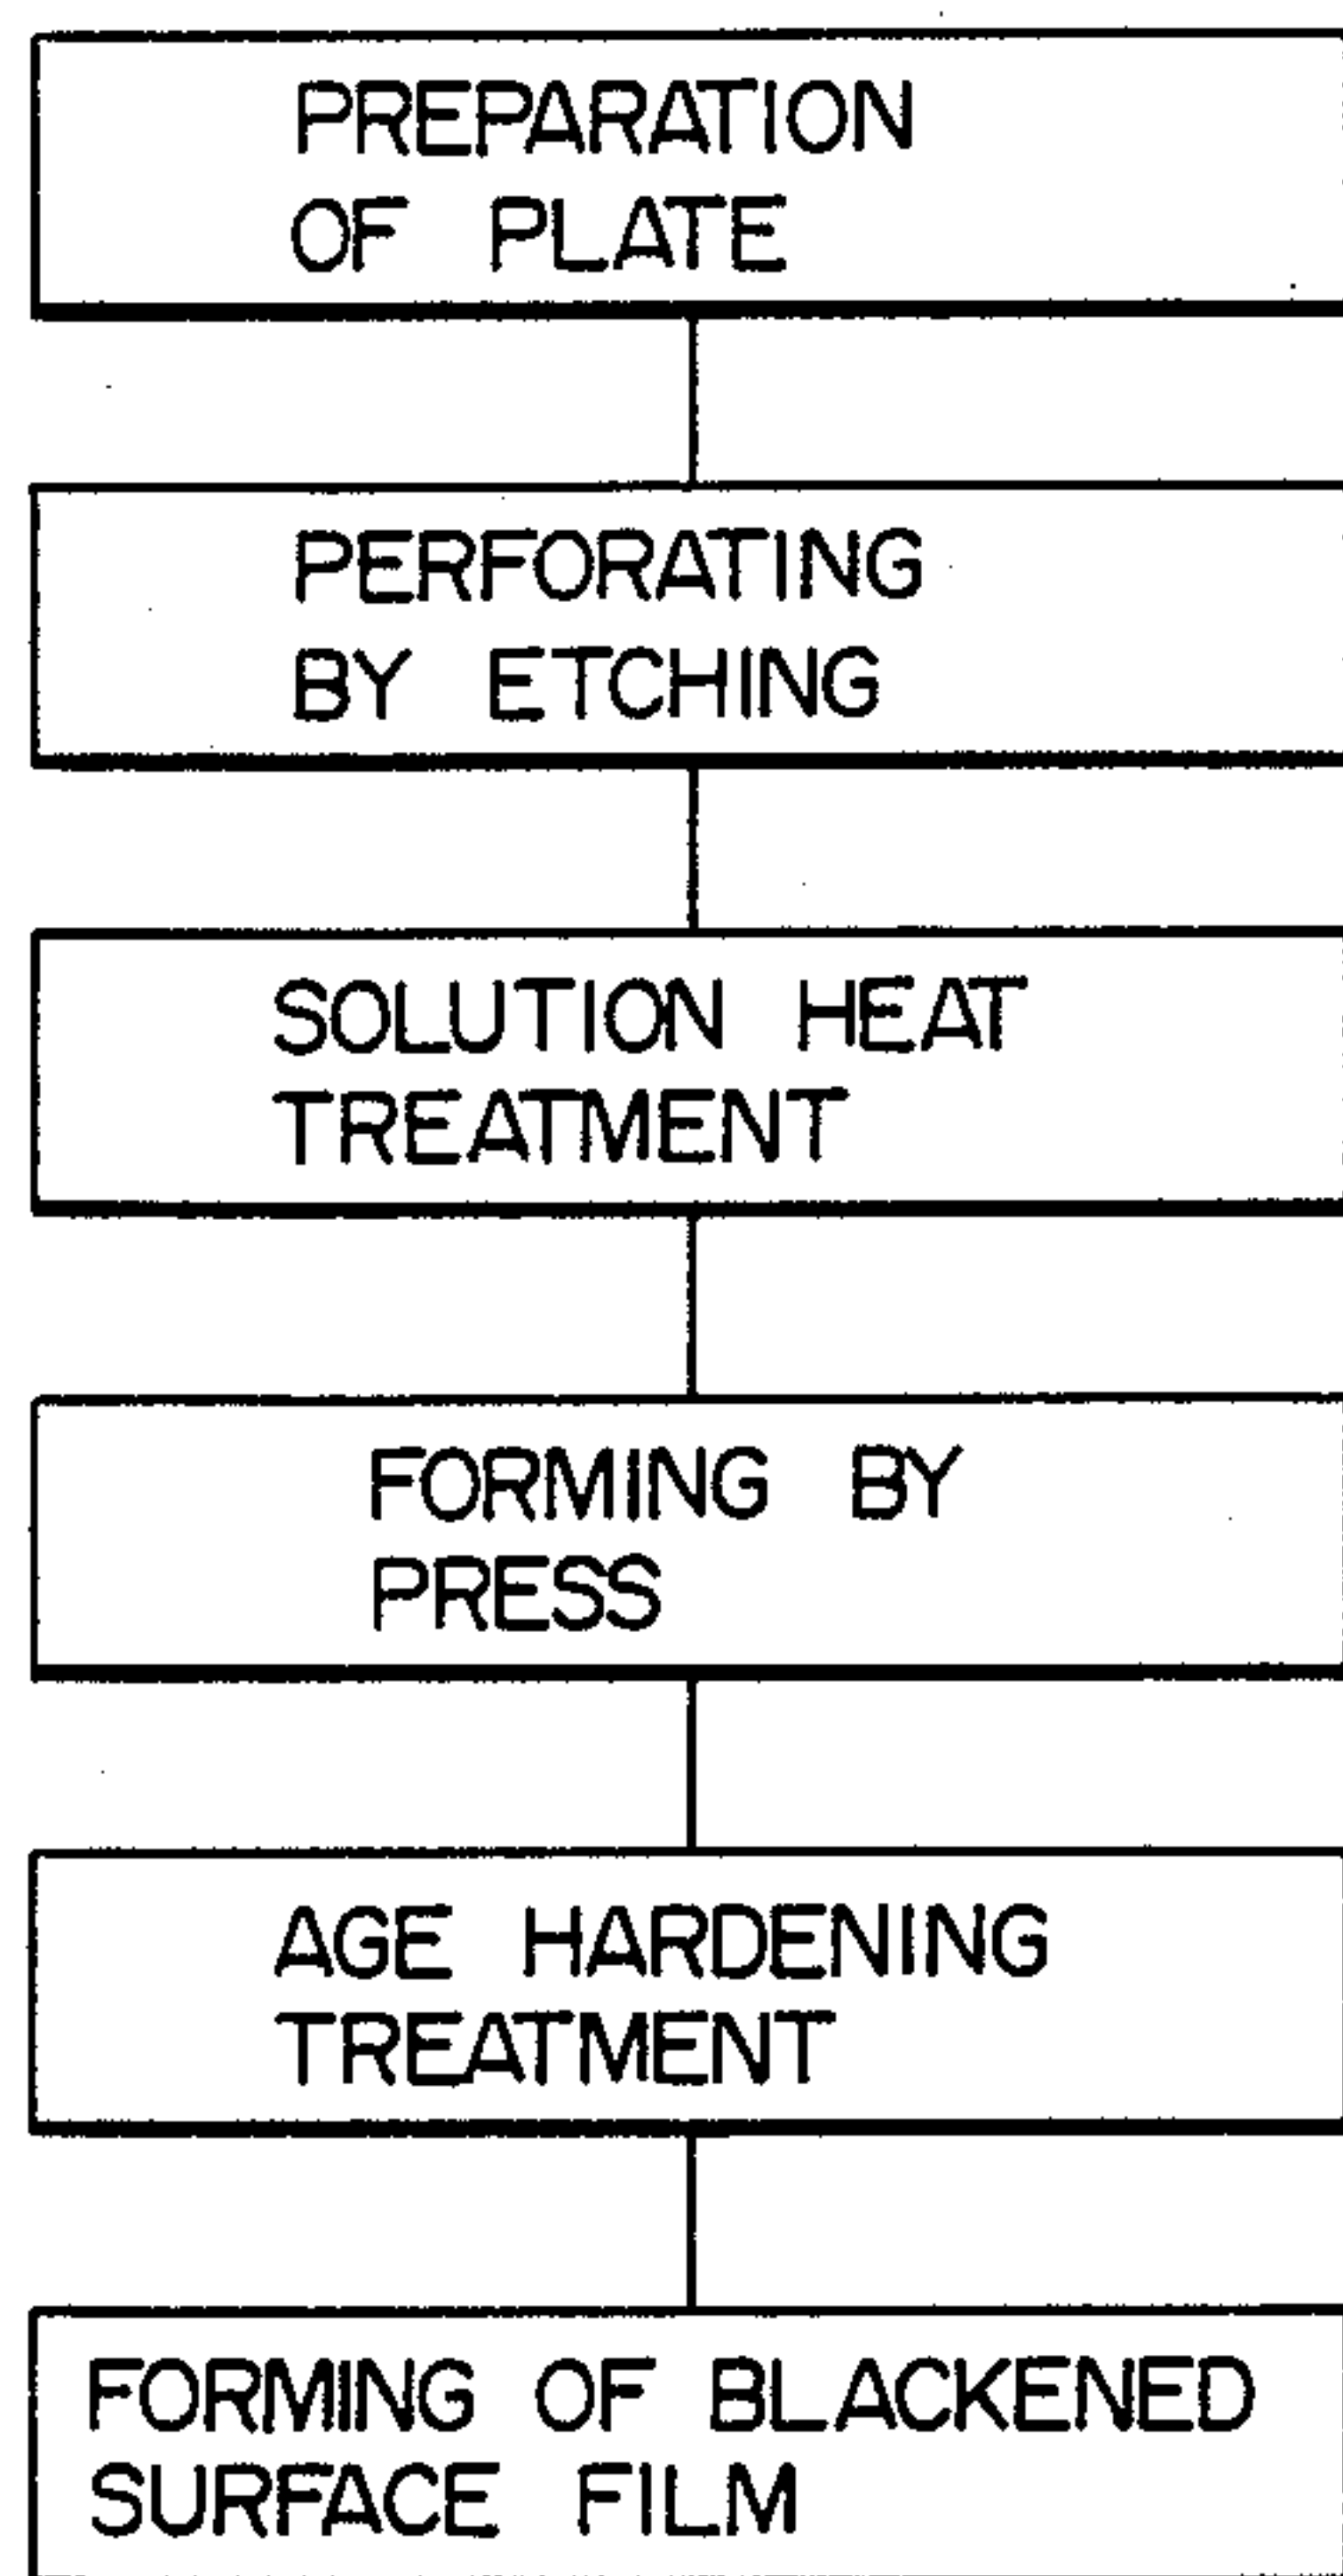 PREPARATION
OF PLATE
PERFORATING
BY ETCHING
SOLUTION HEAT
TREATMENT
FORMING BY
PRESS
AGE HARDENING
TREATMENT
FORMING OF BLACKENED
SURFACE FILM